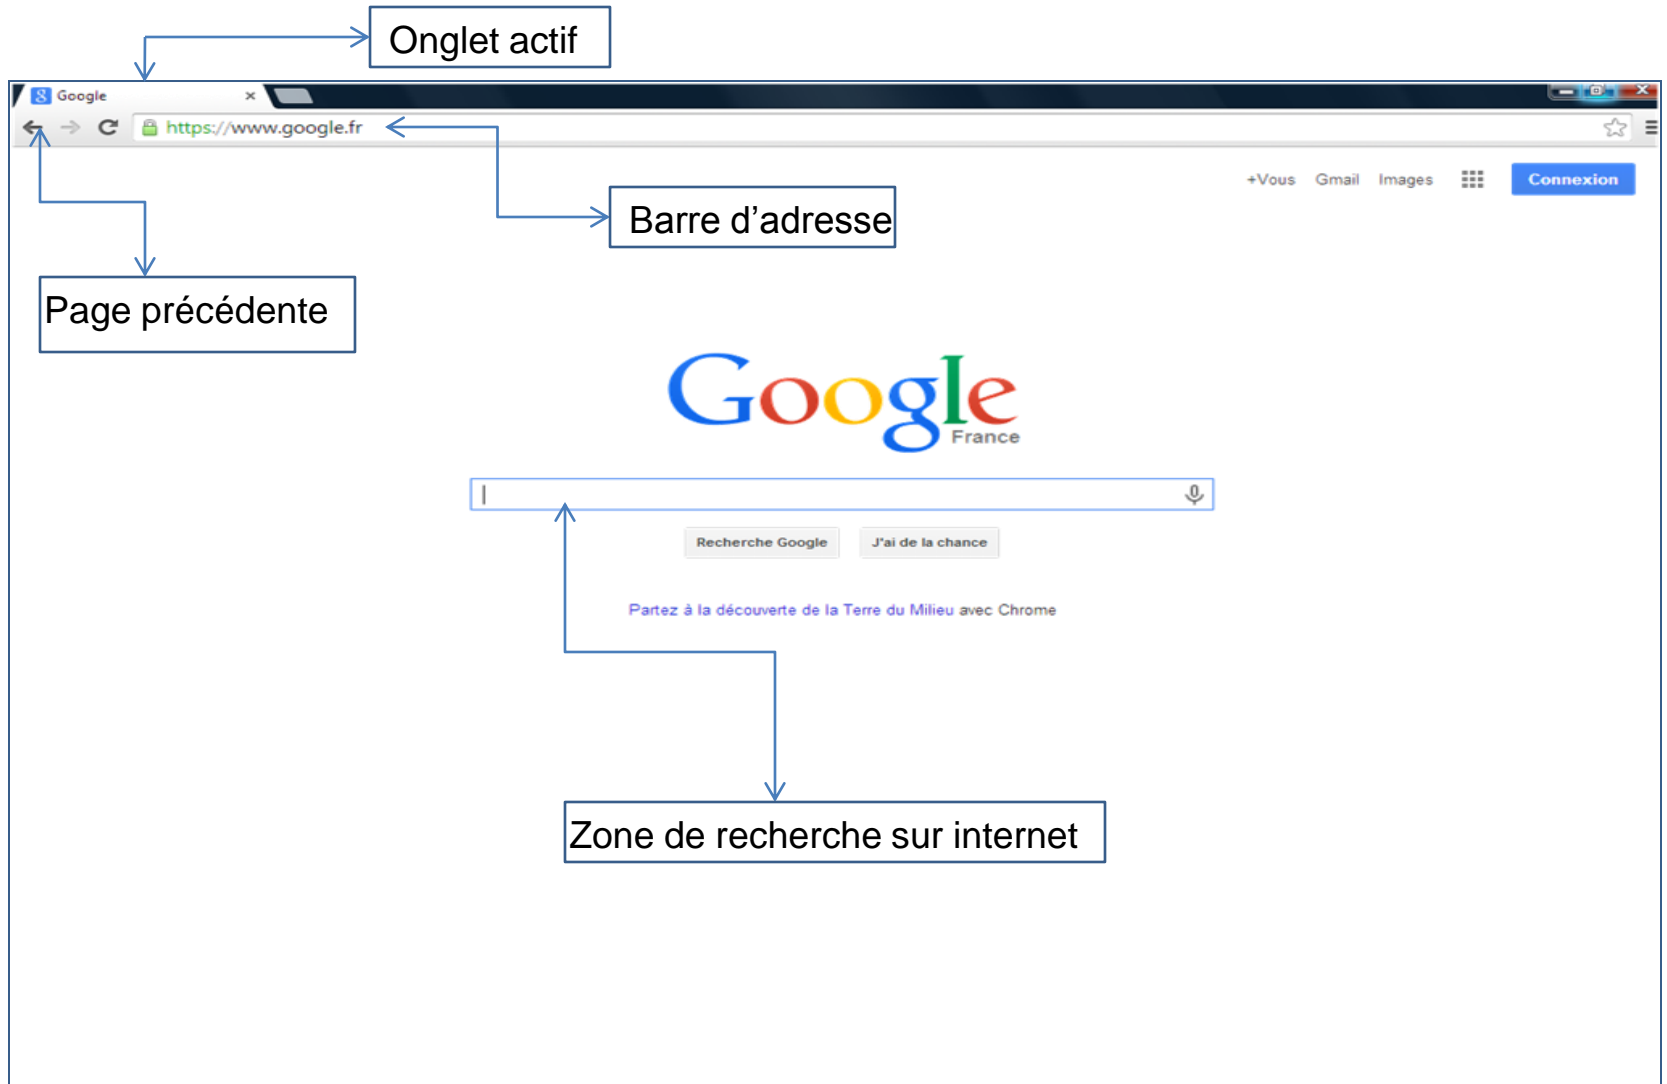 Onglet actif
Google
https://www.google.fr
+Vous Gmail Images Connexion
Barre d’adresse
Page précédente
Google
France
Recherche Google J'ai de la chance
Partez à la découverte de la Terre du Milieu avec Chrome
Zone de recherche sur internet